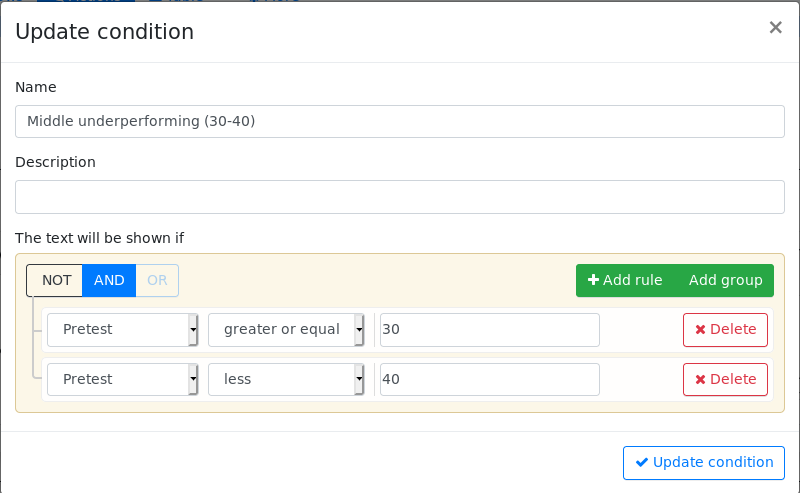 Update condition ×
Name
Middle underperforming (30-40)
Description
The text will be shown if
NOT AND OR Add rule Add group
Pretest greater or equal 30 Delete
Pretest less 40 Delete
Update condition